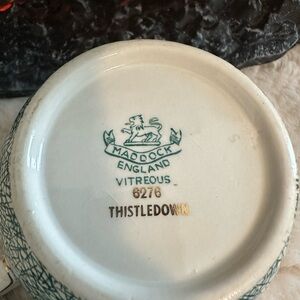 MADDOCK
ENGLAND
VITREOUS
6276
THISTLEDOWN